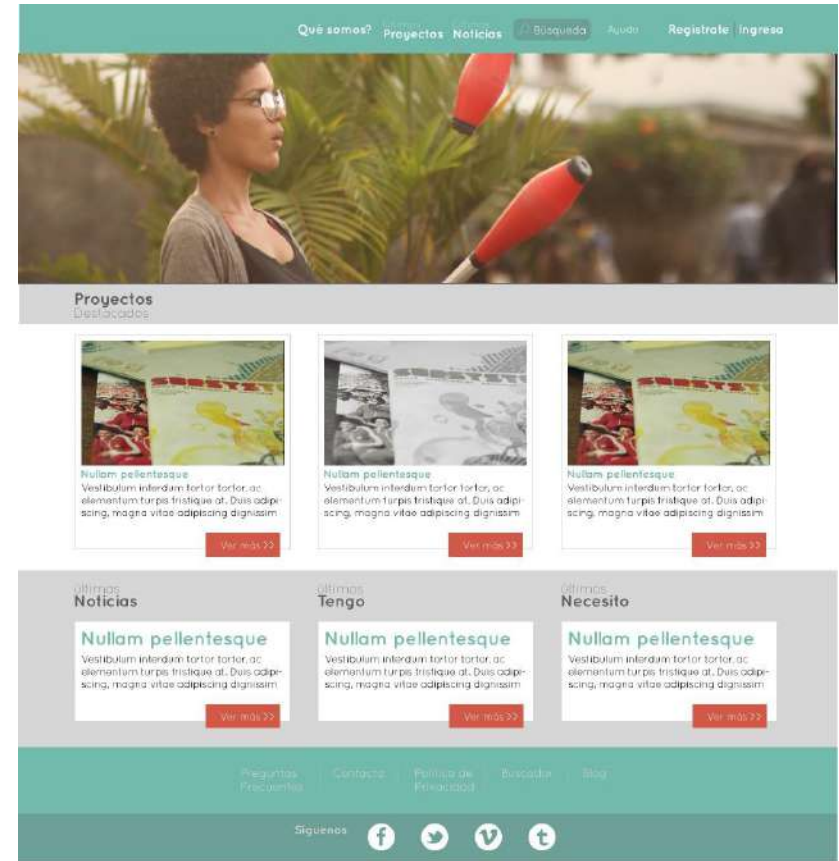 Qué somos?
últimos
Proyectos
últimas
Noticias
Búsqueda
Ayuda
Registrate
Ingresa
Proyectos
Destacados
Nullam pellentesque
Vestibulum interdum tortor tortor, ac
elementum turpis tristique at. Duis adipi-
scing, magna vitae adipiscing dignissim
Ver más >>
Nullam pellentesque
Vestibulum interdum tortor tortor, ac
elementum turpis tristique at. Duis adipi-
scing, magna vitae adipiscing dignissim
Ver más >>
Nullam pellentesque
Vestibulum interdum tortor tortor, ac
elementum turpis tristique at. Duis adipi-
scing, magna vitae adipiscing dignissim
Ver más >>
últimas
Noticias
Nullam pellentesque
Vestibulum interdum tortor tortor, ac
elementum turpis tristique at. Duis adipi-
scing, magna vitae adipiscing dignissim
Ver más >>
últimos
Tengo
Nullam pellentesque
Vestibulum interdum tortor tortor, ac
elementum turpis tristique at. Duis adipi-
scing, magna vitae adipiscing dignissim
Ver más >>
últimos
Necesito
Nullam pellentesque
Vestibulum interdum tortor tortor, ac
elementum turpis tristique at. Duis adipi-
scing, magna vitae adipiscing dignissim
Ver más >>
Preguntas
Frecuentes
Contacto
Política de
Privacidad
Buscador
Blog
Síguenos